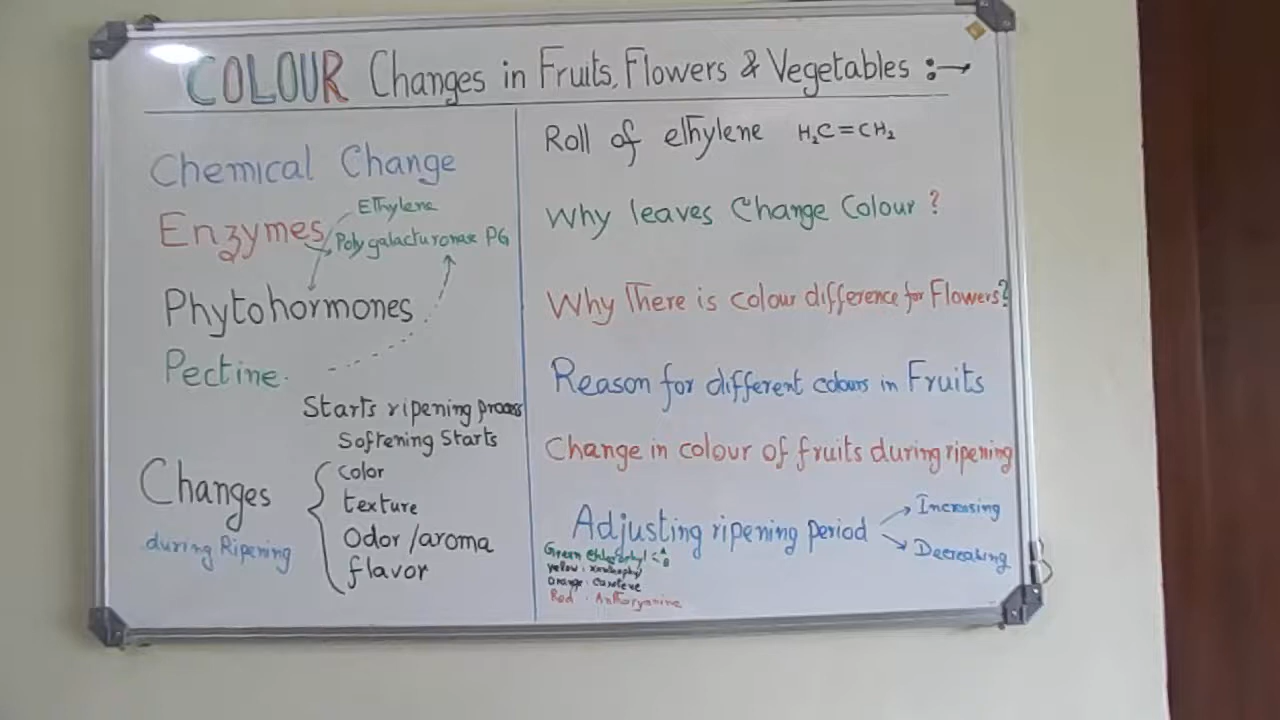 COLOUR Changes in Fruits, Flowers & Vegetables :→
Chemical Change
Enzymes
Ethylene
Polygalacturonase PG
Phytohormones
Pectine.
Starts ripening process
Softening Starts
Changes
during Ripening
color
texture
Odor/aroma
flavor
Roll of ethylene H₂C=CH₂
Why leaves Change Colour?
Why There is colour difference for Flowers?
Reason for different colours in Fruits
Change in colour of fruits during ripening
Adjusting ripening period
Increasing
Decreasing
Green A
B
yellow :
Orange : Carotene
Red :